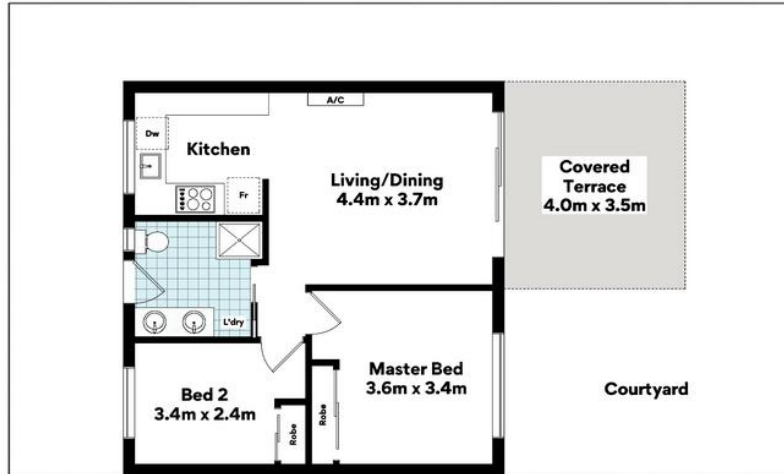 A/C
Dw
Kitchen
Fr
Living/Dining
4.4m x 3.7m
Covered
Terrace
4.0m x 3.5m
L'dry
Master Bed
3.6m x 3.4m
Bed 2
3.4m x 2.4m
Robe
Robe
Courtyard